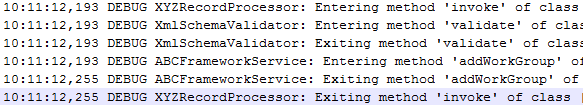 10:11:12,193 DEBUG XYZRecordProcessor: Entering method 'invoke' of class
10:11:12,193 DEBUG XmlSchemaValidator: Entering method 'validate' of class
10:11:12,193 DEBUG XmlSchemaValidator: Exiting method 'validate' of class
10:11:12,193 DEBUG ABCFrameworkService: Entering method 'addWorkGroup' of
10:11:12,255 DEBUG ABCFrameworkService: Exiting method 'addWorkGroup' of
10:11:12,255 DEBUG XYZRecordProcessor: Exiting method 'invoke' of class